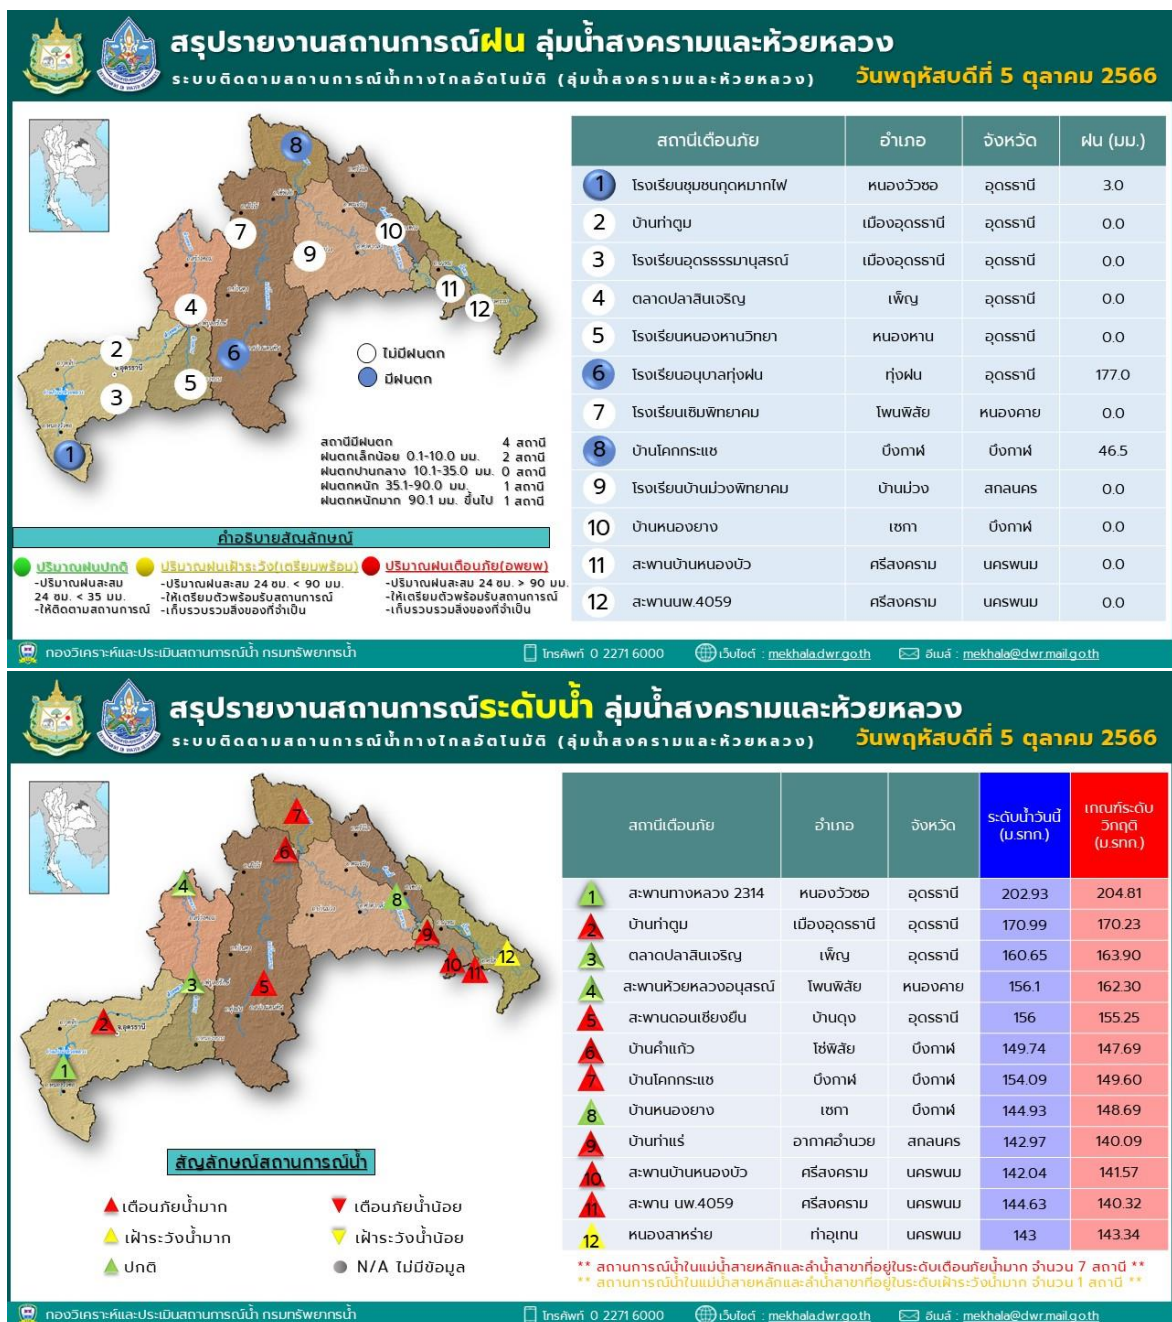 สรุปรายงานสถานการณ์ฝน ลุ่มน้ำสงครามและห้วยหลวง
ระบบติดตามสถานการณ์น้ำทางไกลอัตโนมัติ (ลุ่มน้ำสงครามและห้วยหลวง) วันพฤหัสบดีที่ 5 ตุลาคม 2566
8
7
10
9
11
12
4
2
6
5
3
1
ไม่มีฝนตก
มีฝนตก
สถานีมีฝนตก 4 สถานี
ฝนตกเล็กน้อย 0.1-10.0 มม. 2 สถานี
ฝนตกปานกลาง 10.1-35.0 มม. 0 สถานี
ฝนตกหนัก 35.1-90.0 มม. 1 สถานี
ฝนตกหนักมาก 90.1 มม. ขึ้นไป 1 สถานี
คำอธิบายสัญลักษณ์
ปริมาณฝนปกติ
-ปริมาณฝนสะสม
24 ชม. < 35 มม.
-ให้ติดตามสถานการณ์
ปริมาณฝนเฝ้าระวัง(เตรียมพร้อม)
-ปริมาณฝนสะสม 24 ชม. < 90 มม.
-ให้เตรียมตัวพร้อมรับสถานการณ์
-เก็บรวบรวมสิ่งของที่จำเป็น
ปริมาณฝนเตือนภัย(อพยพ)
-ปริมาณฝนสะสม 24 ชม. > 90 มม.
-ให้เตรียมตัวพร้อมรับสถานการณ์
-เก็บรวบรวมสิ่งของที่จำเป็น
สถานีเตือนภัย อำเภอ จังหวัด ฝน (มม.)
1 โรงเรียนชุมชนกุดหมากไฟ หนองวัวซอ อุดรธานี 3.0
2 บ้านท่าตูม เมืองอุดรธานี อุดรธานี 0.0
3 โรงเรียนอุดรธรรมานุสรณ์ เมืองอุดรธานี อุดรธานี 0.0
4 ตลาดปลาสินเจริญ เพ็ญ อุดรธานี 0.0
5 โรงเรียนหนองหานวิทยา หนองหาน อุดรธานี 0.0
6 โรงเรียนอนุบาลทุ่งฝน ทุ่งฝน อุดรธานี 177.0
7 โรงเรียนเซิมพิทยาคม โพนพิสัย หนองคาย 0.0
8 บ้านโคกกระแซ บึงกาฬ บึงกาฬ 46.5
9 โรงเรียนบ้านม่วงพิทยาคม บ้านม่วง สกลนคร 0.0
10 บ้านหนองยาง เซกา บึงกาฬ 0.0
11 สะพานบ้านหนองบัว ศรีสงคราม นครพนม 0.0
12 สะพานนพ.4059 ศรีสงคราม นครพนม 0.0
กองวิเคราะห์และประเมินสถานการณ์น้ำ กรมทรัพยากรน้ำ โทรศัพท์ 0 2271 6000 เว็บไซต์ : mekhala.dwr.go.th อีเมล์ : mekhala@dwr.mail.go.th
สรุปรายงานสถานการณ์ระดับน้ำ ลุ่มน้ำสงครามและห้วยหลวง
ระบบติดตามสถานการณ์น้ำทางไกลอัตโนมัติ (ลุ่มน้ำสงครามและห้วยหลวง) วันพฤหัสบดีที่ 5 ตุลาคม 2566
7
6
4
8
9
10
11
12
3
5
2
1
สัญลักษณ์สถานการณ์น้ำ
เตือนภัยน้ำมาก เตือนภัยน้ำน้อย
เฝ้าระวังน้ำมาก เฝ้าระวังน้ำน้อย
ปกติ N/A ไม่มีข้อมูล
สถานีเตือนภัย อำเภอ จังหวัด ระดับน้ำวันนี้ (ม.รทก.) เกณฑ์ระดับวิกฤติ (ม.รทก.)
1 สะพานทางหลวง 2314 หนองวัวซอ อุดรธานี 202.93 204.81
2 บ้านท่าตูม เมืองอุดรธานี อุดรธานี 170.99 170.23
3 ตลาดปลาสินเจริญ เพ็ญ อุดรธานี 160.65 163.90
4 สะพานห้วยหลวงอนุสรณ์ โพนพิสัย หนองคาย 156.1 162.30
5 สะพานดอนเชียงยืน บ้านดุง อุดรธานี 156 155.25
6 บ้านคำแก้ว โซ่พิสัย บึงกาฬ 149.74 147.69
7 บ้านโคกกระแซ บึงกาฬ บึงกาฬ 154.09 149.60
8 บ้านหนองยาง เซกา บึงกาฬ 144.93 148.69
9 บ้านท่าแร่ อากาศอำนวย สกลนคร 142.97 140.09
10 สะพานบ้านหนองบัว ศรีสงคราม นครพนม 142.04 141.57
11 สะพาน นพ.4059 ศรีสงคราม นครพนม 144.63 140.32
12 หนองสาหร่าย ท่าอุเทน นครพนม 143 143.34
** สถานการณ์น้ำในแม่น้ำสายหลักและลำน้ำสาขาที่อยู่ในระดับเตือนภัยน้ำมาก จำนวน 7 สถานี **
** สถานการณ์น้ำในแม่น้ำสายหลักและลำน้ำสาขาที่อยู่ในระดับเฝ้าระวังน้ำมาก จำนวน 1 สถานี **
กองวิเคราะห์และประเมินสถานการณ์น้ำ กรมทรัพยากรน้ำ โทรศัพท์ 0 2271 6000 เว็บไซต์ : mekhala.dwr.go.th อีเมล์ : mekhala@dwr.mail.go.th